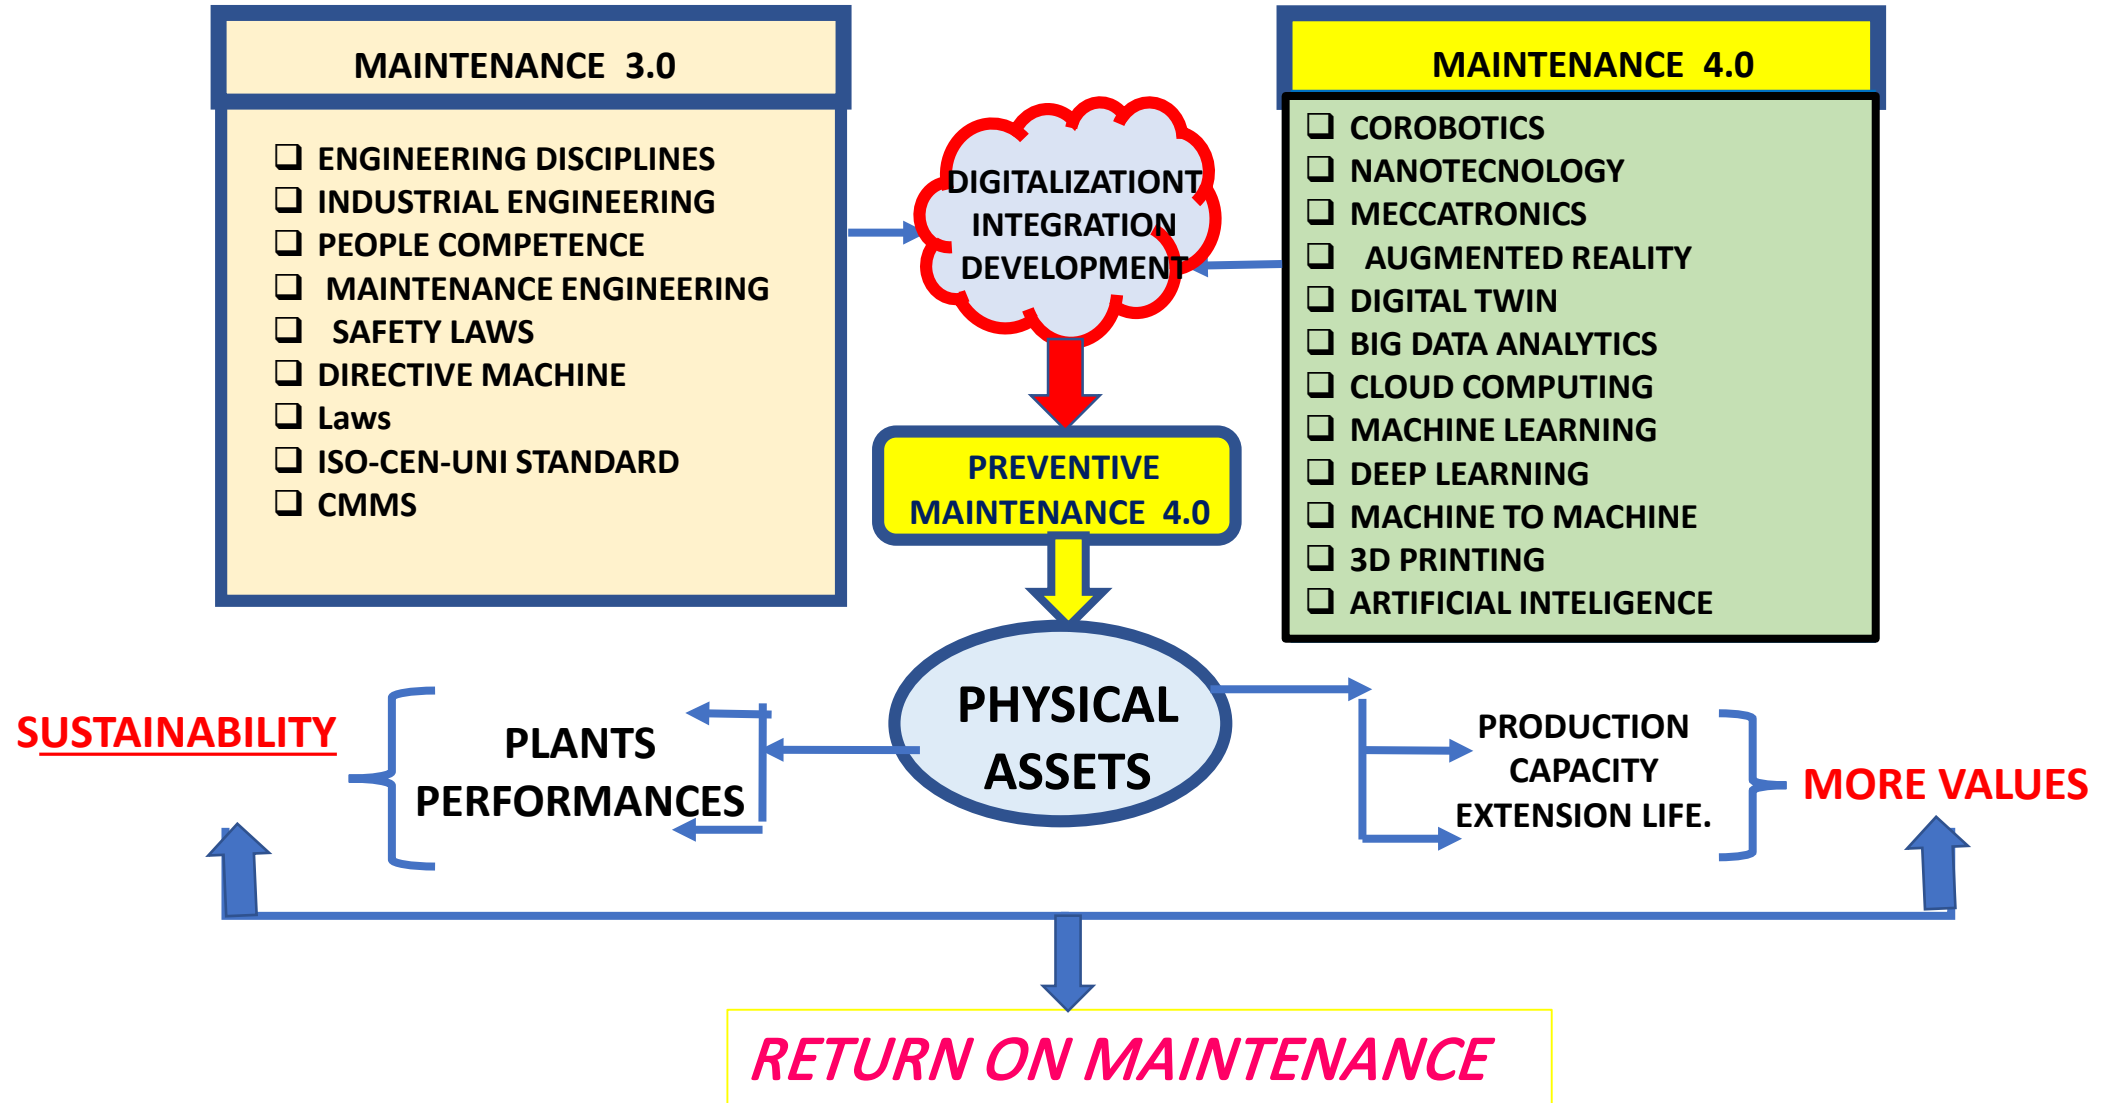 MAINTENANCE 3.0
ENGINEERING DISCIPLINES
INDUSTRIAL ENGINEERING
PEOPLE COMPETENCE
MAINTENANCE ENGINEERING
SAFETY LAWS
DIRECTIVE MACHINE
Laws
ISO-CEN-UNI STANDARD
CMMS
DIGITALIZATIONT
INTEGRATION
DEVELOPMENT
MAINTENANCE 4.0
COROBOTICS
NANOTECNOLOGY
MECCATRONICS
AUGMENTED REALITY
DIGITAL TWIN
BIG DATA ANALYTICS
CLOUD COMPUTING
MACHINE LEARNING
DEEP LEARNING
MACHINE TO MACHINE
3D PRINTING
ARTIFICIAL INTELIGENCE
PREVENTIVE
MAINTENANCE 4.0
PHYSICAL
ASSETS
SUSTAINABILITY
PLANTS
PERFORMANCES
PRODUCTION
CAPACITY
EXTENSION LIFE.
MORE VALUES
RETURN ON MAINTENANCE